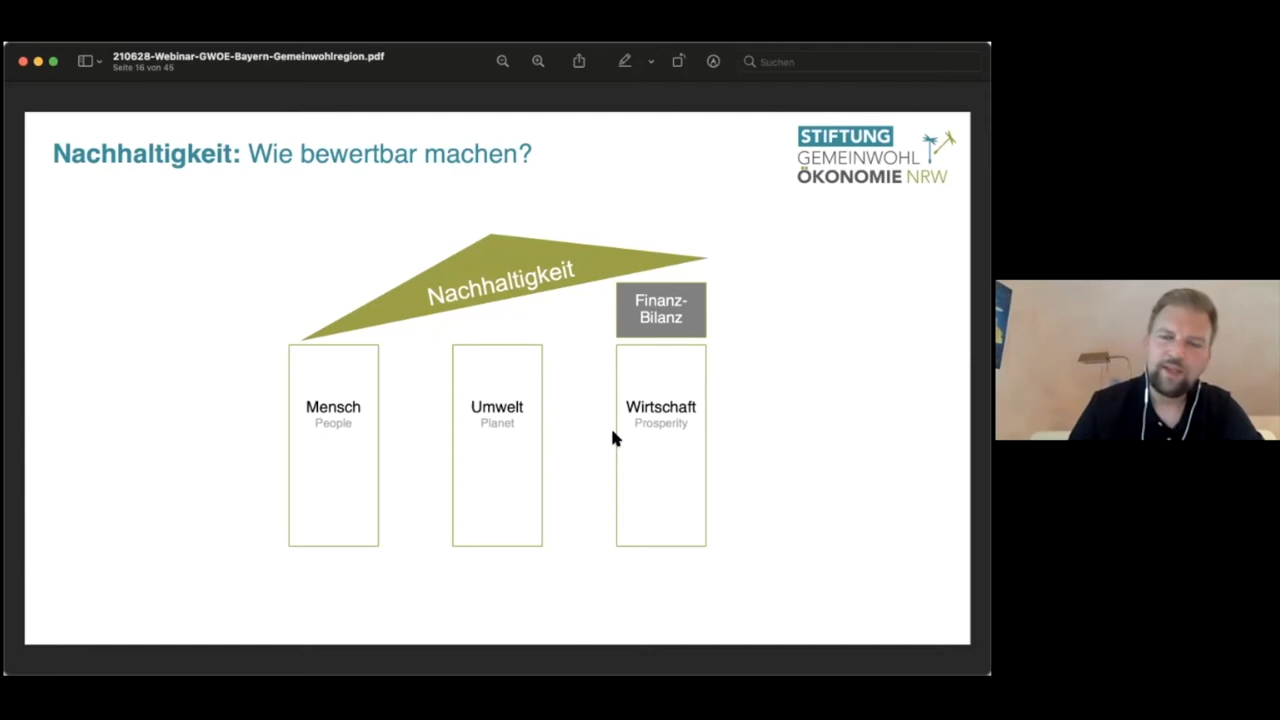 210628-Webinar-GWOE-Bayern-Gemeinwohlregion.pdf
Seite 16 von 45
Suchen
Nachhaltigkeit: Wie bewertbar machen?
STIFTUNG
GEMEINWOHL
ÖKONOMIE NRW
Nachhaltigkeit
Finanz-
Bilanz
Mensch
People
Umwelt
Planet
Wirtschaft
Prosperity